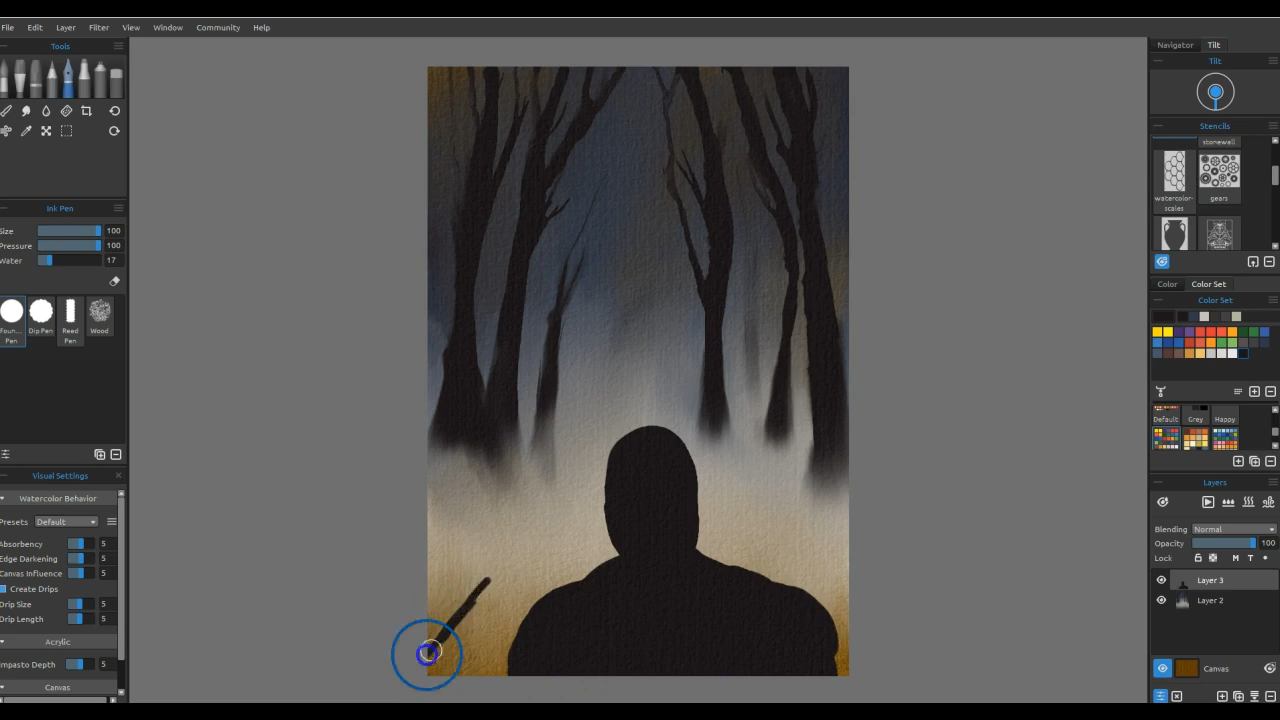 File Edit Layer Filter View Window Community Help
Tools
Navigator Tilt
Tilt
Stencils
stonewall
watercolor-scales
gears
Ink Pen
Size 100
Pressure 100
Water 17
Foun... Pen
Dip Pen
Reed Pen
Wood
Color Color Set
Color Set
Default Grey Happy
Visual Settings
Watercolor Behavior
Presets Default
Absorbency 5
Edge Darkening 5
Canvas Influence 5
Create Drips
Drip Size 5
Drip Length 5
Acrylic
Impasto Depth 5
Canvas
Layers
Blending Normal
Opacity 100
Lock M T
Layer 3
Layer 2
Canvas